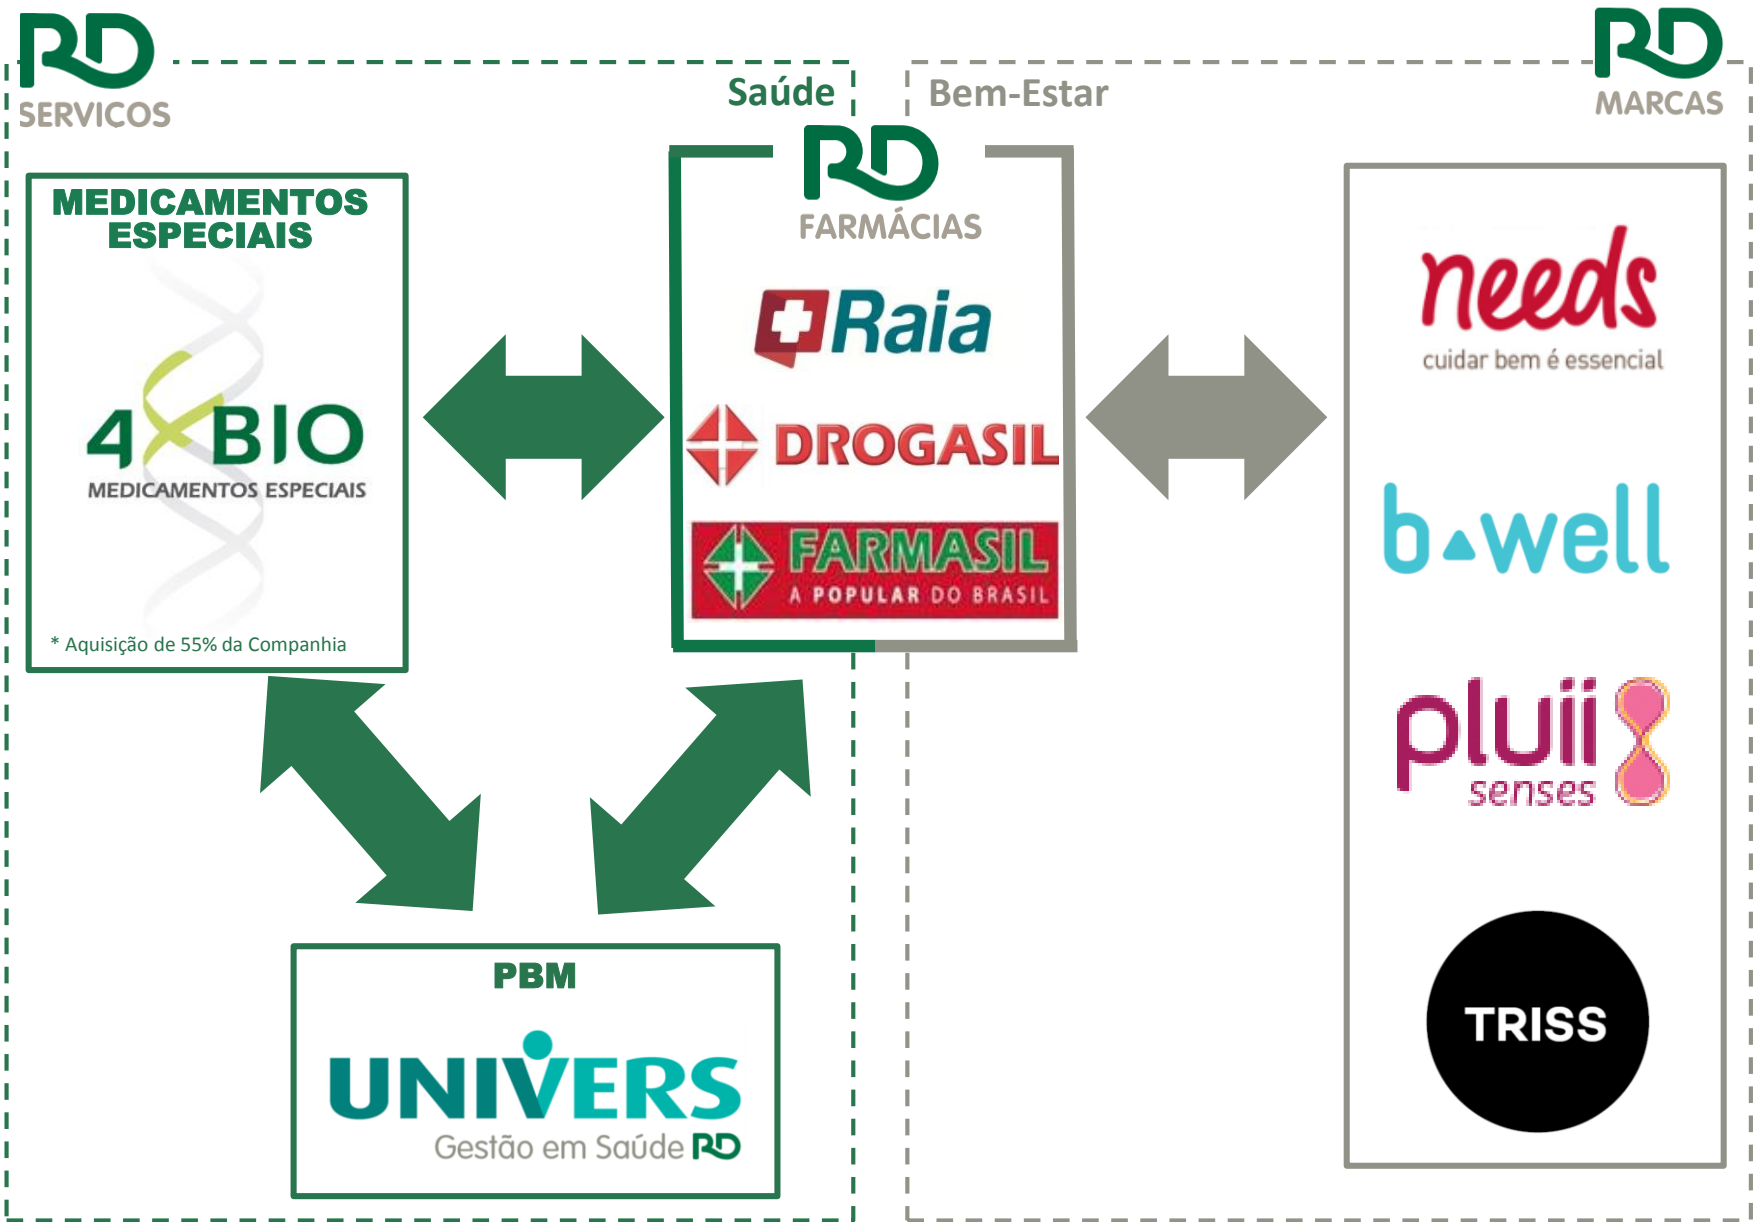 RD
SERVICOS
Saúde
Bem-Estar
RD
MARCAS
MEDICAMENTOS
ESPECIAIS
4BIO
MEDICAMENTOS ESPECIAIS
* Aquisição de 55% da Companhia
RD
FARMÁCIAS
Raia
DROGASIL
FARMASIL
A POPULAR DO BRASIL
needs
cuidar bem é essencial
b well
pluii
senses
TRISS
PBM
UNIVERS
Gestão em Saúde RD